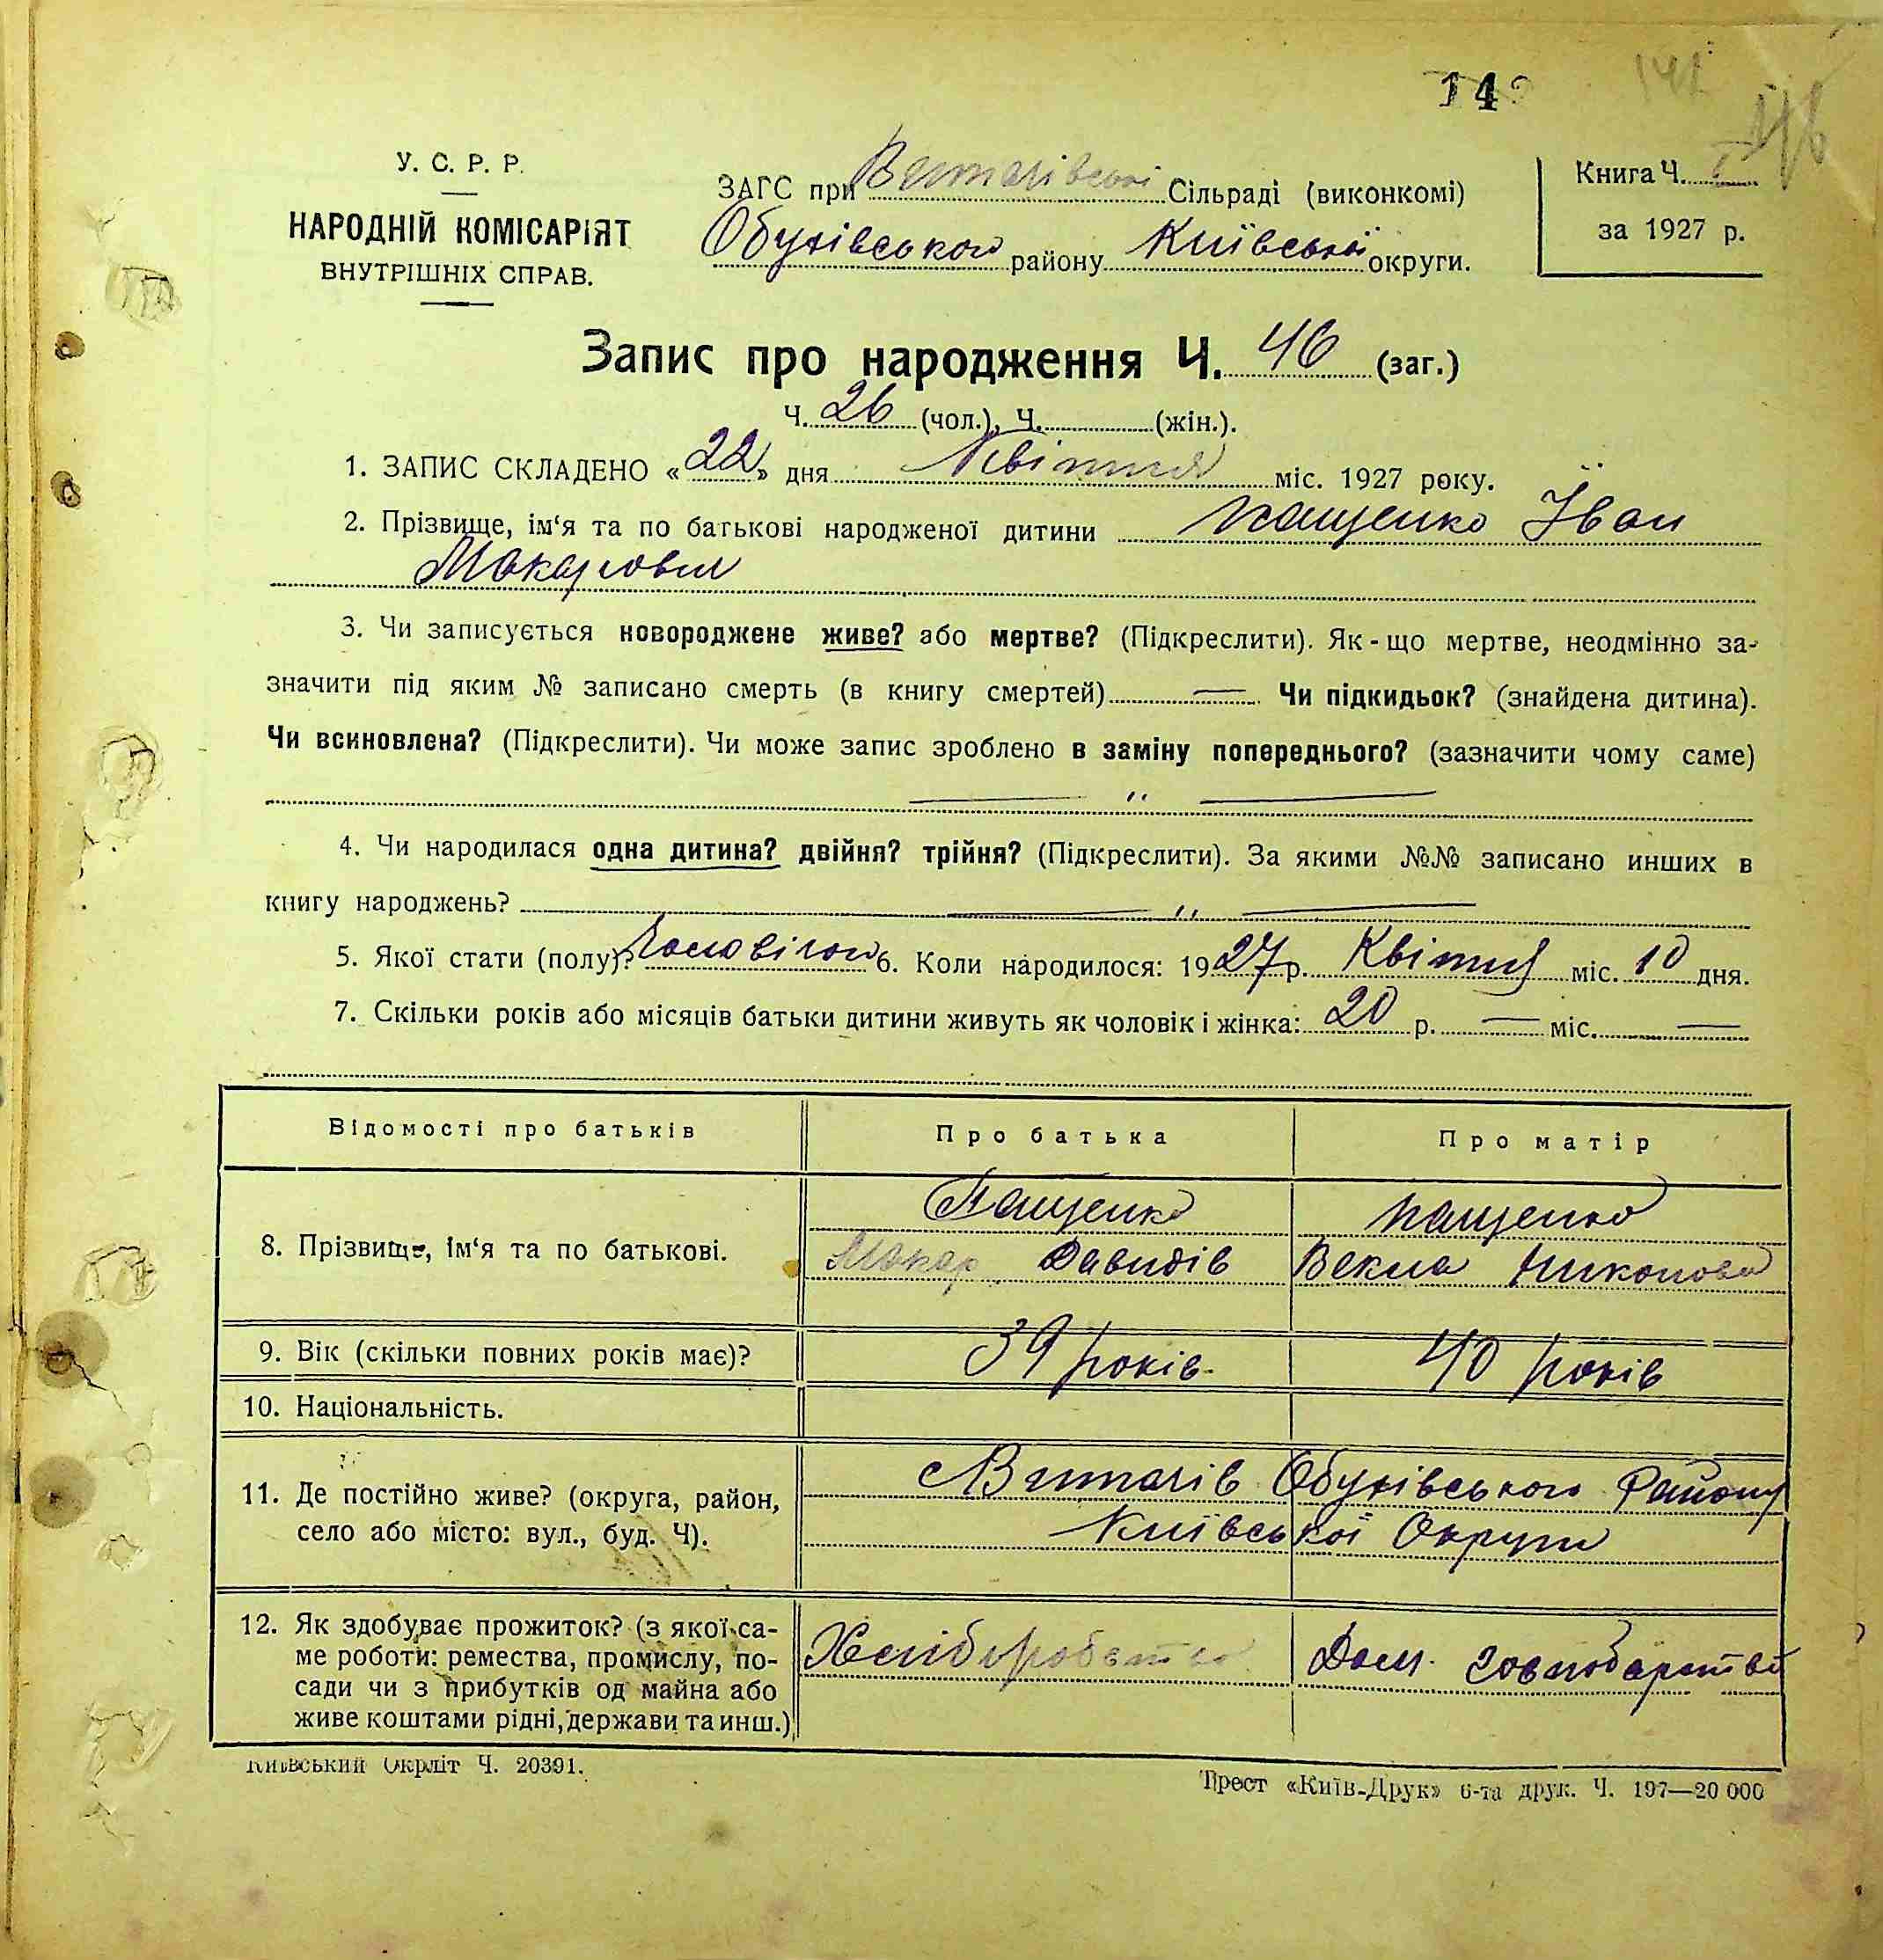 14
У. С. Р. Р.
НАРОДНІЙ КОМІСАРІЯТ
ВНУТРІШНІХ СПРАВ.
ЗАГС при Витачівські Сільраді (виконкомі)
Обухівського району Київської округи.
Книга Ч.
за 1927 р.
Запис про народження Ч. 46 (заг.)
Ч. 26 (чол.), Ч. (жін.).
1. ЗАПИС СКЛАДЕНО «22» дня Квітня міс. 1927 року.
2. Прізвище, ім‘я та по батькові народженої дитини Пащенко Їван
Макарович
3. Чи записується новороджене живе? або мертве? (Підкреслити). Як-що мертве, неодмінно за-
значити під яким № записано смерть (в книгу смертей) — Чи підкидьок? (знайдена дитина).
Чи всиновлена? (Підкреслити). Чи може запис зроблено в заміну попереднього? (зазначити чому саме)
— „ —
4. Чи народилася одна дитина? двійня? трійня? (Підкреслити). За якими №№ записано инших в
книгу народжень? — „ —
5. Якої стати (полу)? 6. Коли народилося: 1927 р. Квітня міс. 10 дня.
7. Скільки років або місяців батьки дитини живуть як чоловік і жінка: 20 р. — міс. —
Відомості про батьків Про батька Про матір
8. Прізвище, ім‘я та по батькові. Пащенко Пащенко
Макар Давидів Векла Никонова
9. Вік (скільки повних років має)? 39 років. 40 років
10. Національність.
11. Де постійно живе? (округа, район,
село або місто: вул., буд. Ч).
с Витачів Обухівського Району
Київської Округи
12. Як здобуває прожиток? (з якої са-
ме роботи: ремества, промислу, по-
сади чи з прибутків од майна або
живе коштами рідні, держави та инш.)
Хліборобство Дом. господарство
Київський Окрліт Ч. 20391.
Трест «Київ-Друк» 6-та друк. Ч. 197—20 000